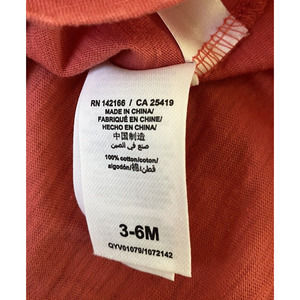 RN 142166 / CA 25419
MADE IN CHINA/
FABRIQUÉ EN CHINE/
HECHO EN CHINA/
中国制造
صنع في الصين
100% cotton/coton/
algodón/棉/قطن
3-6M
QYV01079/1072142